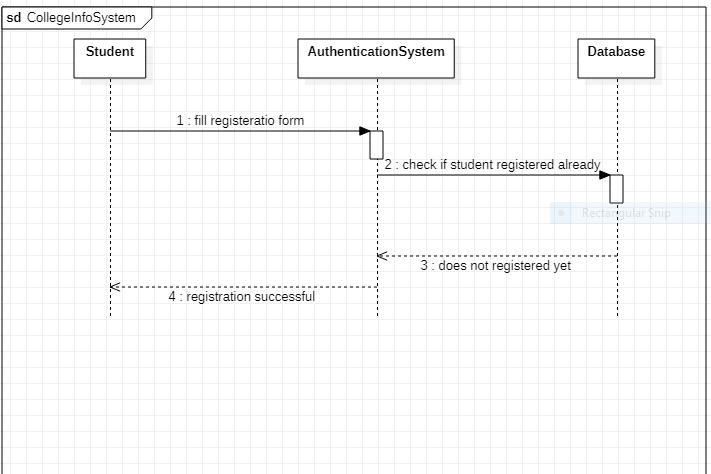 sd CollegeInfoSystem
Student
AuthenticationSystem
Database
1 : fill registeratio form
2 : check if student registered already
Rectangular Snip
3 : does not registered yet
4 : registration successful